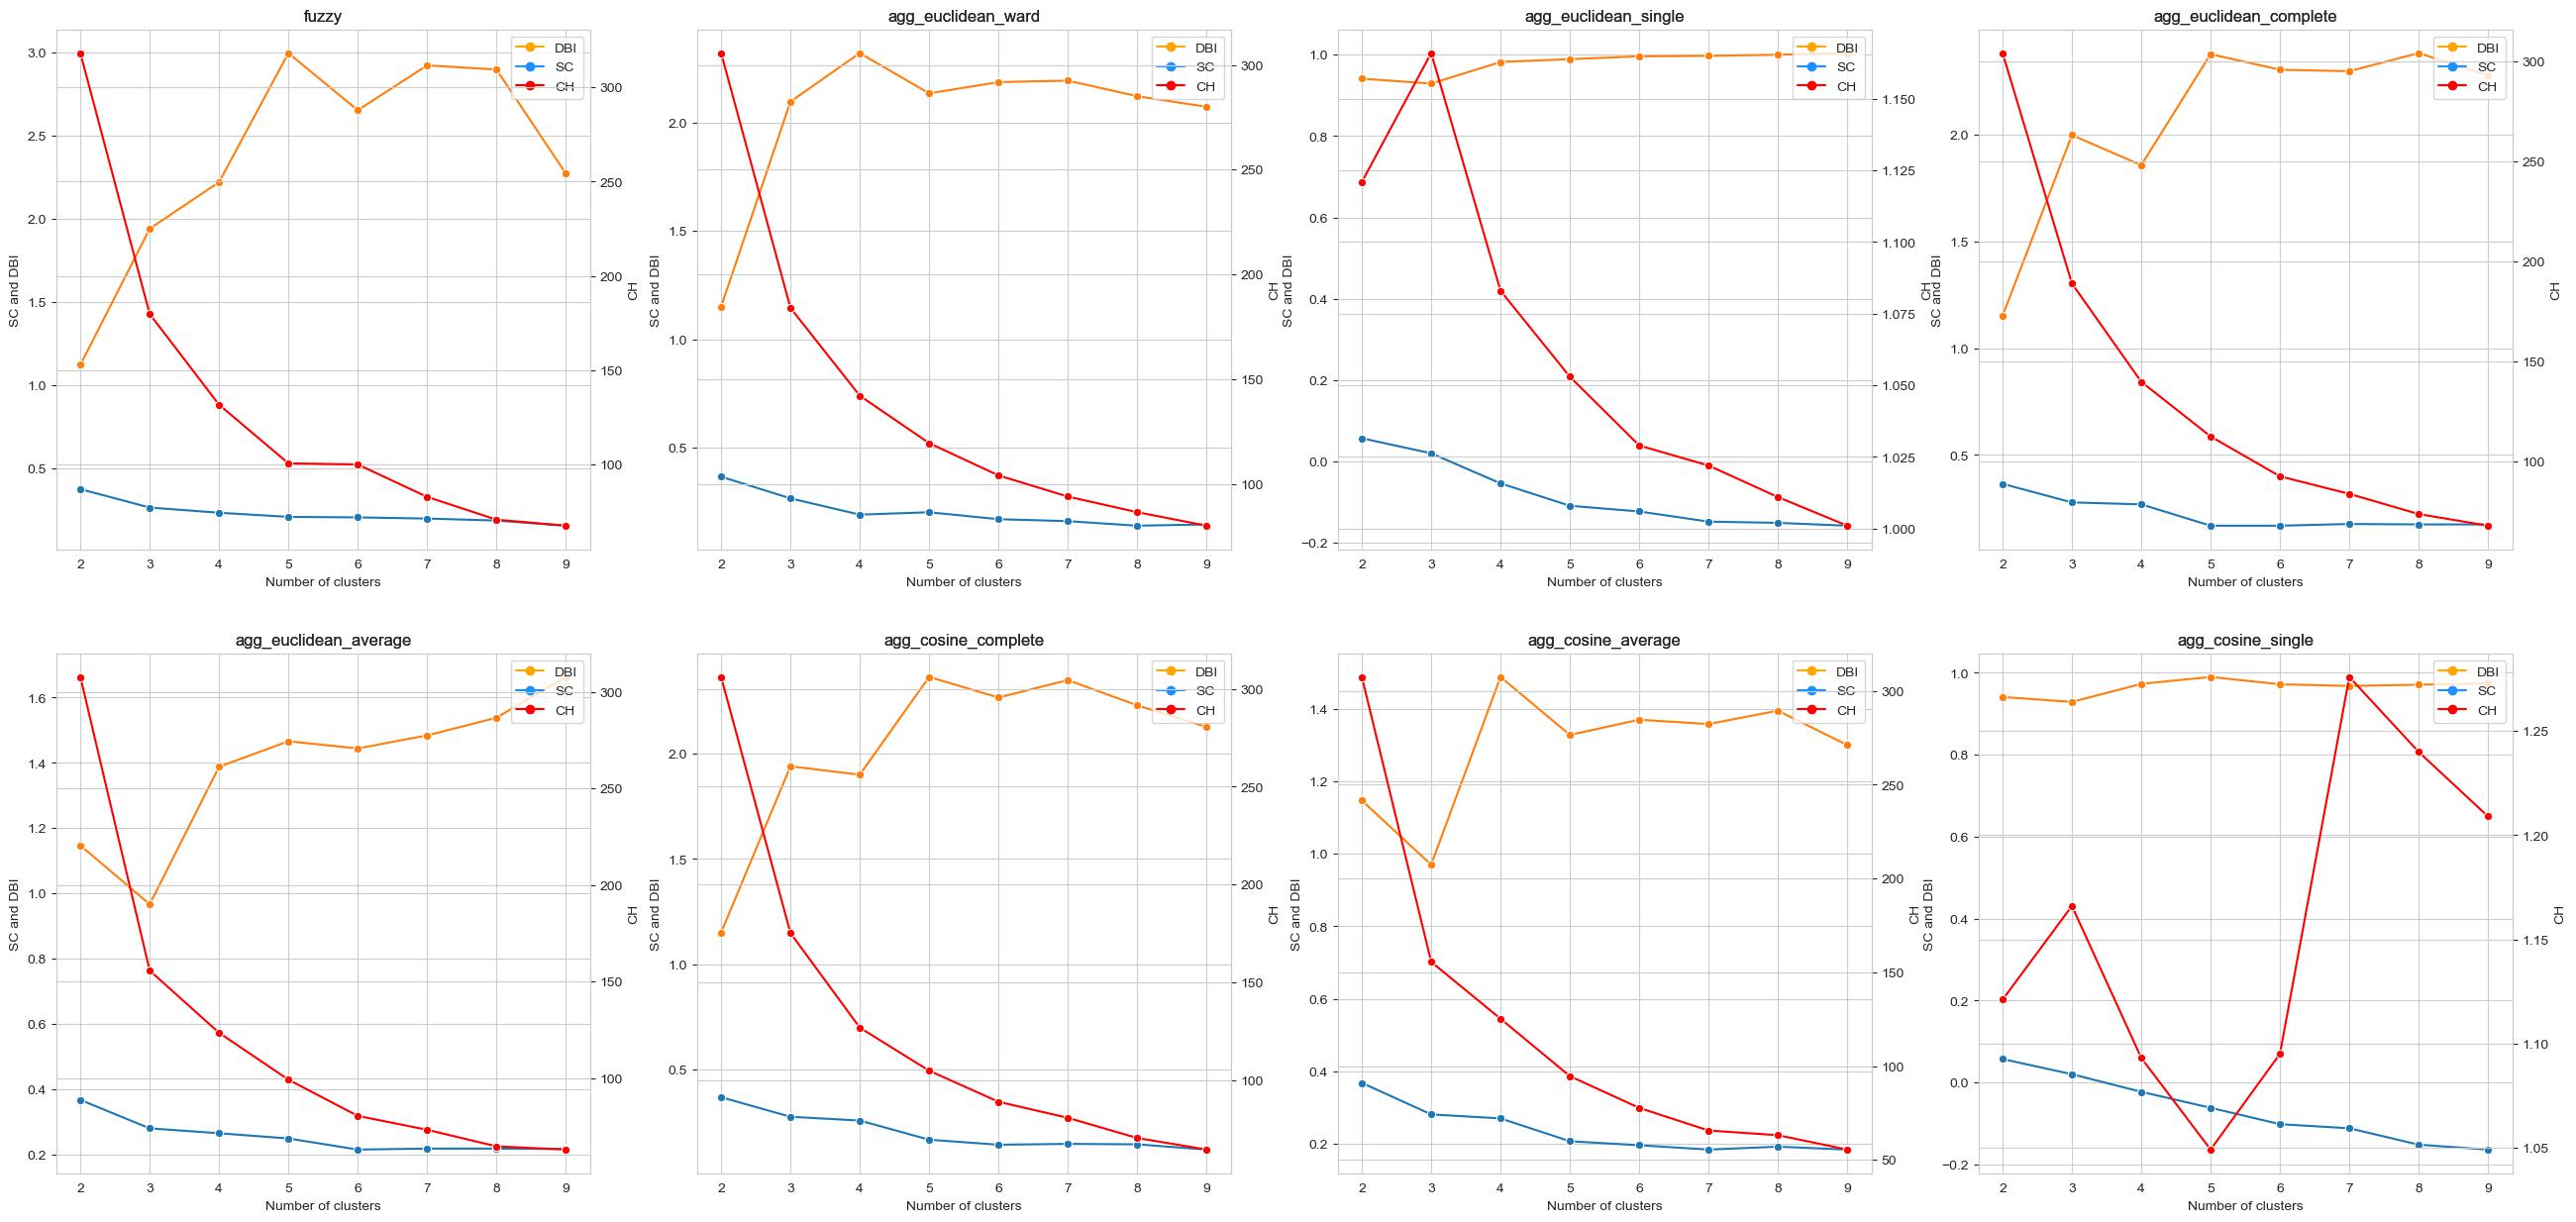 fuzzy
DBI
SC
CH
3.0
2.5
2.0
1.5
1.0
0.5
300
250
200
150
100
SC and DBI
CH
2 3 4 5 6 7 8 9
Number of clusters
agg_euclidean_ward
DBI
SC
CH
2.0
1.5
1.0
0.5
300
250
200
150
100
SC and DBI
CH
2 3 4 5 6 7 8 9
Number of clusters
agg_euclidean_single
DBI
SC
CH
1.0
0.8
0.6
0.4
0.2
0.0
−0.2
1.150
1.125
1.100
1.075
1.050
1.025
1.000
SC and DBI
CH
2 3 4 5 6 7 8 9
Number of clusters
agg_euclidean_complete
DBI
SC
CH
2.0
1.5
1.0
0.5
300
250
200
150
100
SC and DBI
CH
2 3 4 5 6 7 8 9
Number of clusters
agg_euclidean_average
DBI
SC
CH
1.6
1.4
1.2
1.0
0.8
0.6
0.4
0.2
300
250
200
150
100
SC and DBI
CH
2 3 4 5 6 7 8 9
Number of clusters
agg_cosine_complete
DBI
SC
CH
2.0
1.5
1.0
0.5
300
250
200
150
100
SC and DBI
CH
2 3 4 5 6 7 8 9
Number of clusters
agg_cosine_average
DBI
SC
CH
1.4
1.2
1.0
0.8
0.6
0.4
0.2
300
250
200
150
100
50
SC and DBI
CH
2 3 4 5 6 7 8 9
Number of clusters
agg_cosine_single
DBI
SC
CH
1.0
0.8
0.6
0.4
0.2
0.0
−0.2
1.25
1.20
1.15
1.10
1.05
SC and DBI
CH
2 3 4 5 6 7 8 9
Number of clusters